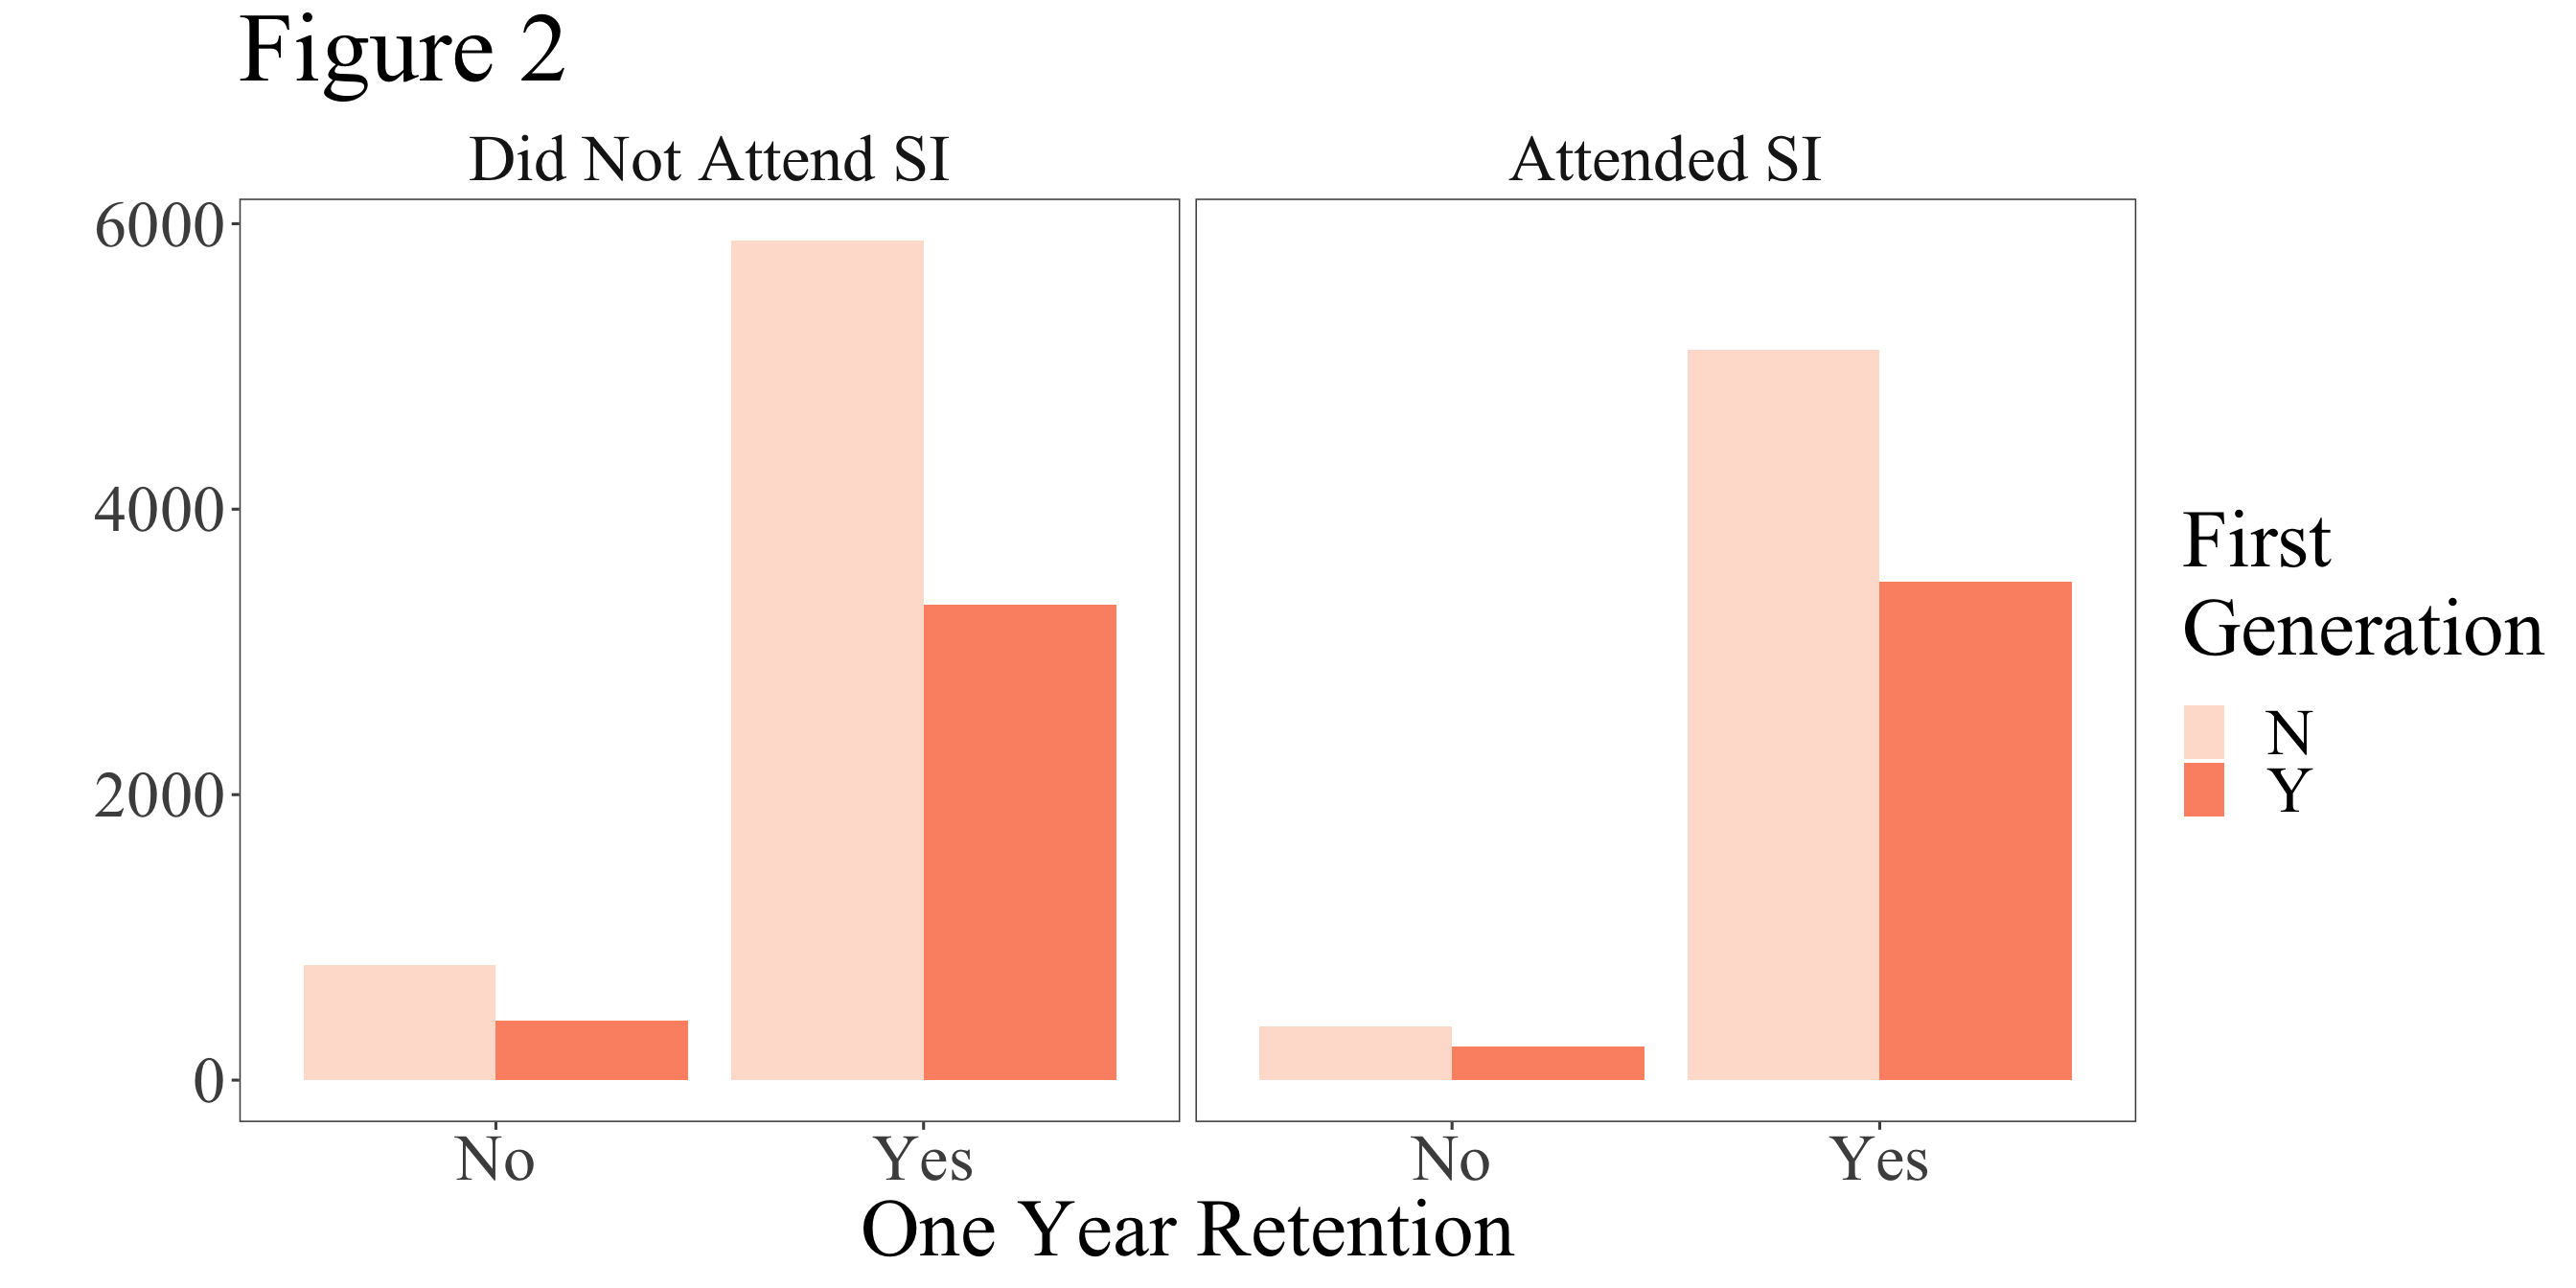 Figure 2
Did Not Attend SI
Attended SI
6000
4000
2000
0
No
Yes
No
Yes
One Year Retention
First
Generation
N
Y